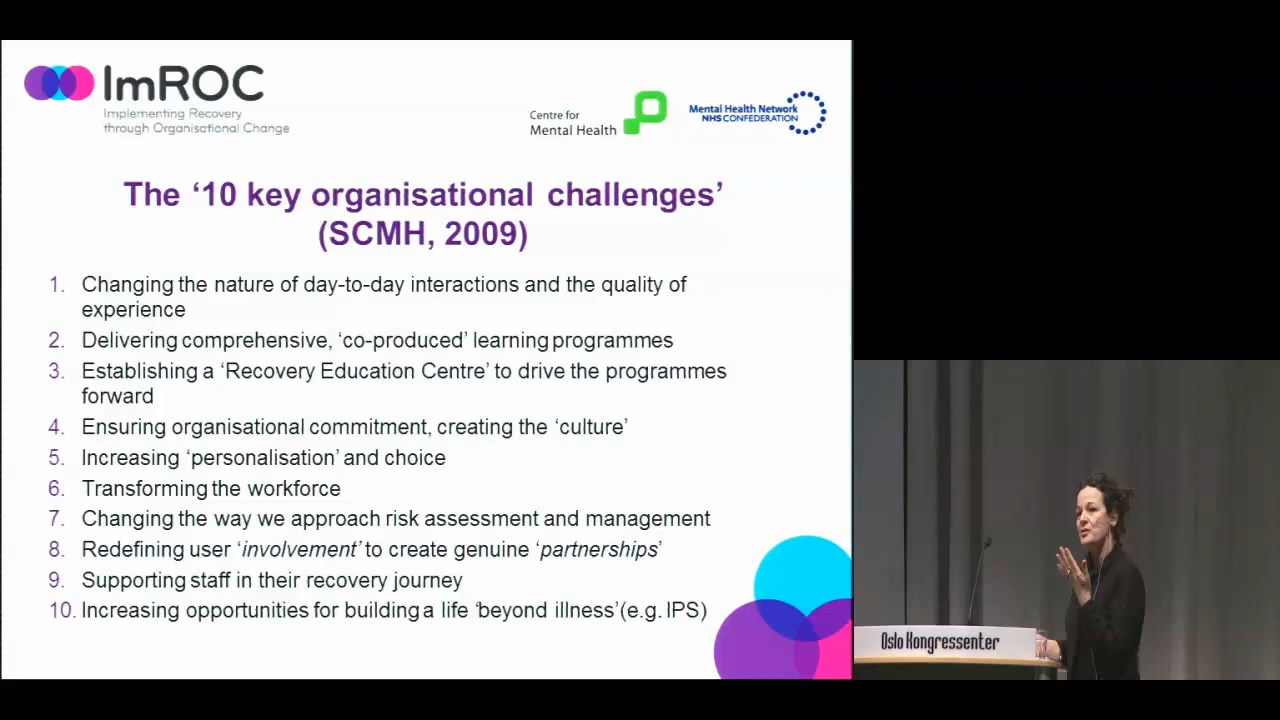 ImROC
Implementing Recovery
through Organisational Change
Centre for
Mental Health
Mental Health Network
NHS CONFEDERATION
The ‘10 key organisational challenges’
(SCMH, 2009)
1. Changing the nature of day-to-day interactions and the quality of
experience
2. Delivering comprehensive, ‘co-produced’ learning programmes
3. Establishing a ‘Recovery Education Centre’ to drive the programmes
forward
4. Ensuring organisational commitment, creating the ‘culture’
5. Increasing ‘personalisation’ and choice
6. Transforming the workforce
7. Changing the way we approach risk assessment and management
8. Redefining user ‘involvement’ to create genuine ‘partnerships’
9. Supporting staff in their recovery journey
10. Increasing opportunities for building a life ‘beyond illness’(e.g. IPS)
Oslo Kongressenter